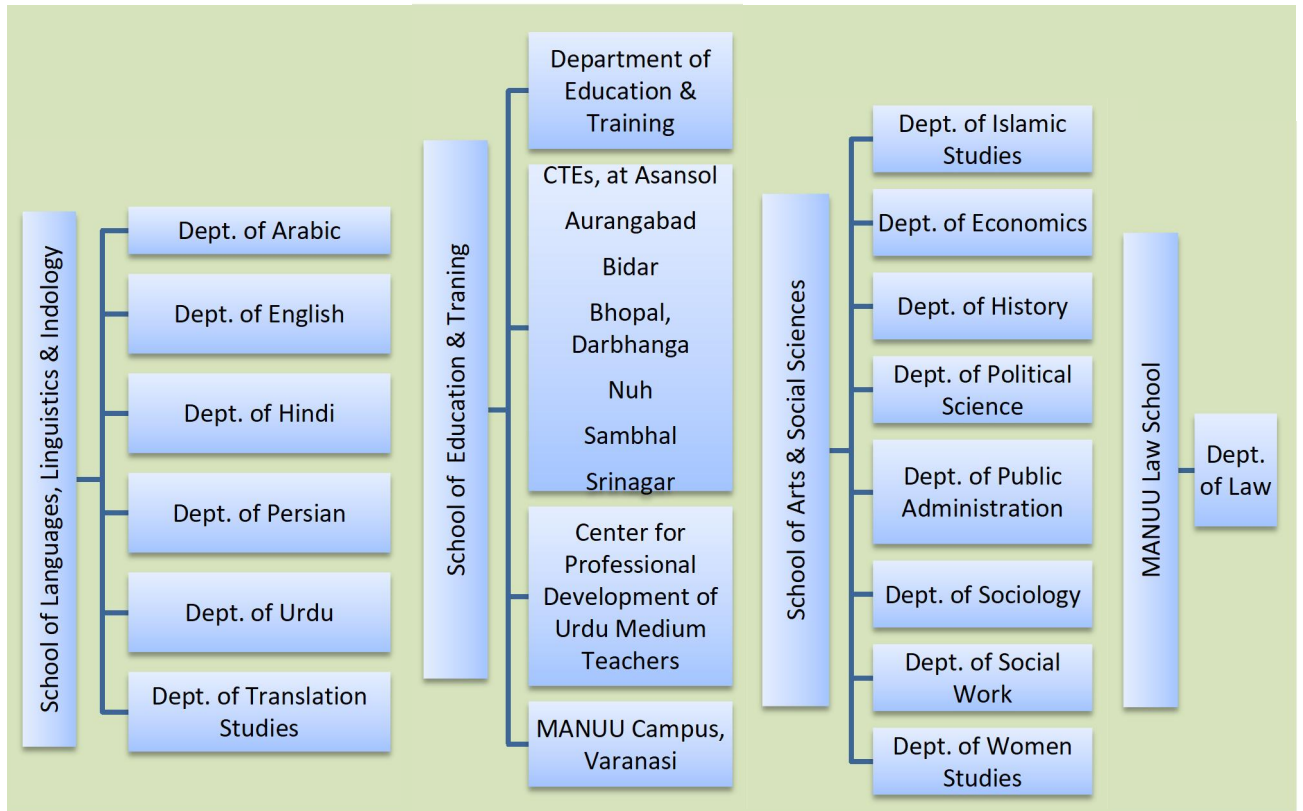 School of Languages, Linguistics & Indology
Dept. of Arabic
Dept. of English
Dept. of Hindi
Dept. of Persian
Dept. of Urdu
Dept. of Translation
Studies
School of Education & Traning
Department of
Education &
Training
CTEs, at Asansol
Aurangabad
Bidar
Bhopal,
Darbhanga
Nuh
Sambhal
Srinagar
Center for
Professional
Development of
Urdu Medium
Teachers
MANUU Campus,
Varanasi
School of Arts & Social Sciences
Dept. of Islamic
Studies
Dept. of Economics
Dept. of History
Dept. of Political
Science
Dept. of Public
Administration
Dept. of Sociology
Dept. of Social
Work
Dept. of Women
Studies
MANUU Law School
Dept.
of Law